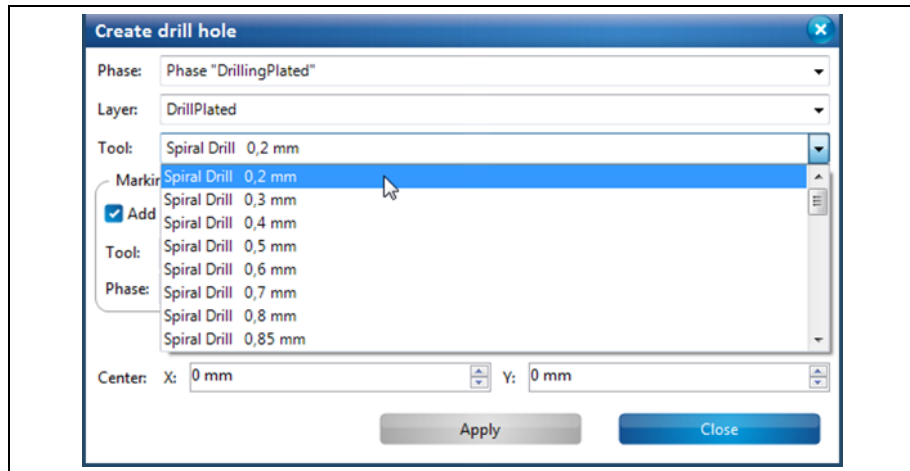 Create drill hole
Phase: Phase "DrillingPlated"
Layer: DrillPlated
Tool: Spiral Drill 0,2 mm
Spiral Drill 0,2 mm
Spiral Drill 0,3 mm
Add Spiral Drill 0,4 mm
Tool: Spiral Drill 0,5 mm
Spiral Drill 0,6 mm
Phase: Spiral Drill 0,7 mm
Spiral Drill 0,8 mm
Spiral Drill 0,85 mm
Center: X: 0 mm Y: 0 mm
Apply Close